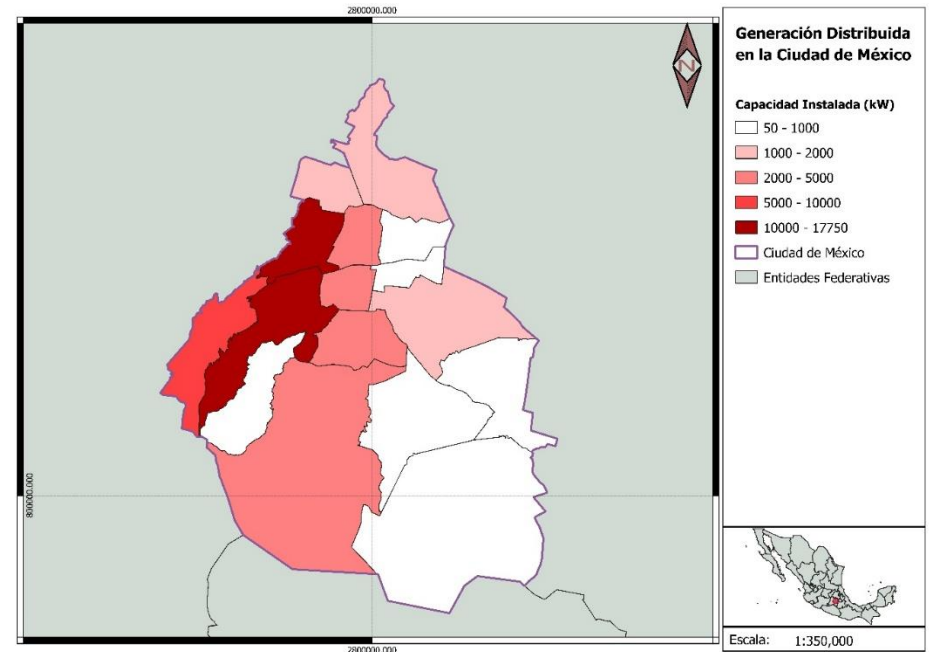 2800000.000
Generación Distribuida
en la Ciudad de México
N
Capacidad Instalada (kW)
50 - 1000
1000 - 2000
2000 - 5000
5000 - 10000
10000 - 17750
Ciudad de México
Entidades Federativas
800000.000
Escala: 1:350,000
2800000.000